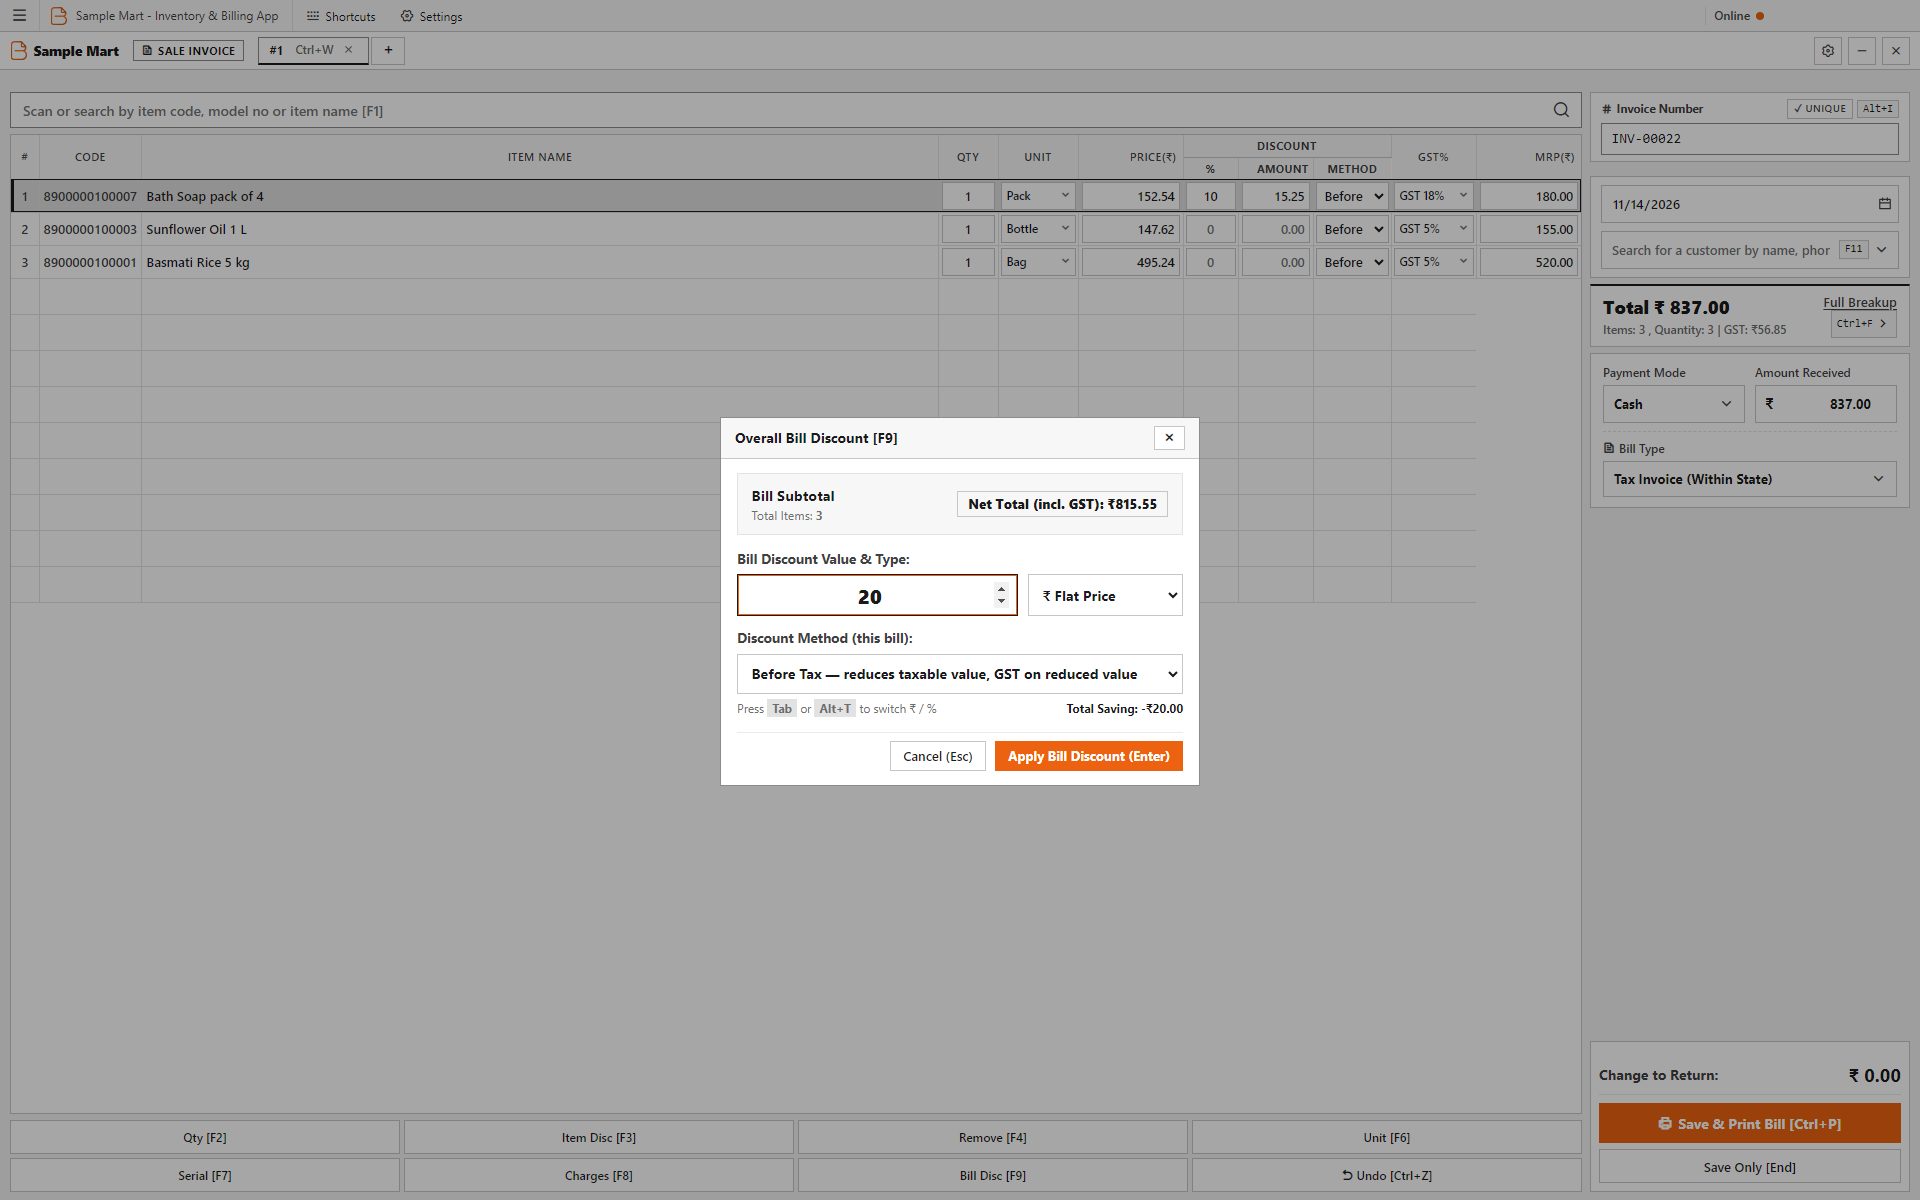 Sample Mart - Inventory & Billing App
Shortcuts
Settings
Online
Sample Mart
SALE INVOICE
#1 Ctrl+W ×
+
Scan or search by item code, model no or item name [F1]
# CODE ITEM NAME QTY UNIT PRICE(₹) DISCOUNT GST% MRP(₹)
% AMOUNT METHOD
1 8900000100007 Bath Soap pack of 4 1 Pack 152.54 10 15.25 Before GST 18% 180.00
2 8900000100003 Sunflower Oil 1 L 1 Bottle 147.62 0 0.00 Before GST 5% 155.00
3 8900000100001 Basmati Rice 5 kg 1 Bag 495.24 0 0.00 Before GST 5% 520.00
# Invoice Number ✓ UNIQUE Alt+I
INV-00022
11/14/2026
Search for a customer by name, phor F11
Total ₹ 837.00 Full Breakup
Items: 3 , Quantity: 3 | GST: ₹56.85 Ctrl+F >
Payment Mode Amount Received
Cash ₹ 837.00
Bill Type
Tax Invoice (Within State)
Overall Bill Discount [F9]
Bill Subtotal
Total Items: 3
Net Total (incl. GST): ₹815.55
Bill Discount Value & Type:
20 ₹ Flat Price
Discount Method (this bill):
Before Tax — reduces taxable value, GST on reduced value
Press Tab or Alt+T to switch ₹ / % Total Saving: -₹20.00
Cancel (Esc) Apply Bill Discount (Enter)
Change to Return: ₹ 0.00
Save & Print Bill [Ctrl+P]
Save Only [End]
Qty [F2] Item Disc [F3] Remove [F4] Unit [F6]
Serial [F7] Charges [F8] Bill Disc [F9] Undo [Ctrl+Z]